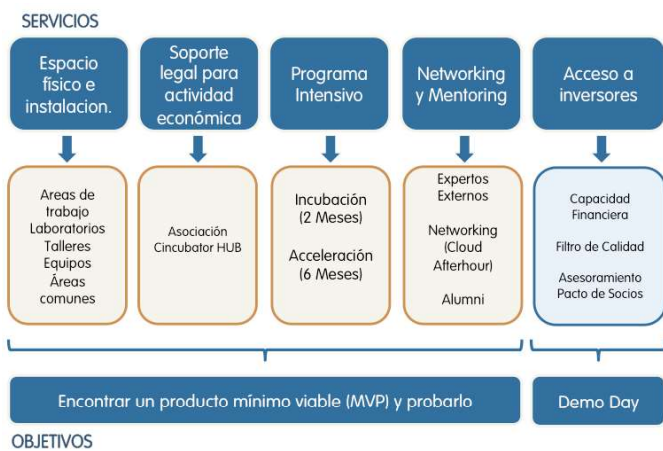 SERVICIOS
Espacio
físico e
instalacion.
Soporte
legal para
actividad
económica
Programa
Intensivo
Networking
y Mentoring
Acceso a
inversores
Areas de
trabajo
Laboratorios
Talleres
Equipos
Áreas
comunes
Asociación
Cincubator HUB
Incubación
(2 Meses)
Acceleración
(6 Meses)
Expertos
Externos
Networking
(Cloud
Afterhour)
Alumni
Capacidad
Financiera
Filtro de Calidad
Asesoramiento
Pacto de Socios
Encontrar un producto mínimo viable (MVP) y probarlo
Demo Day
OBJETIVOS